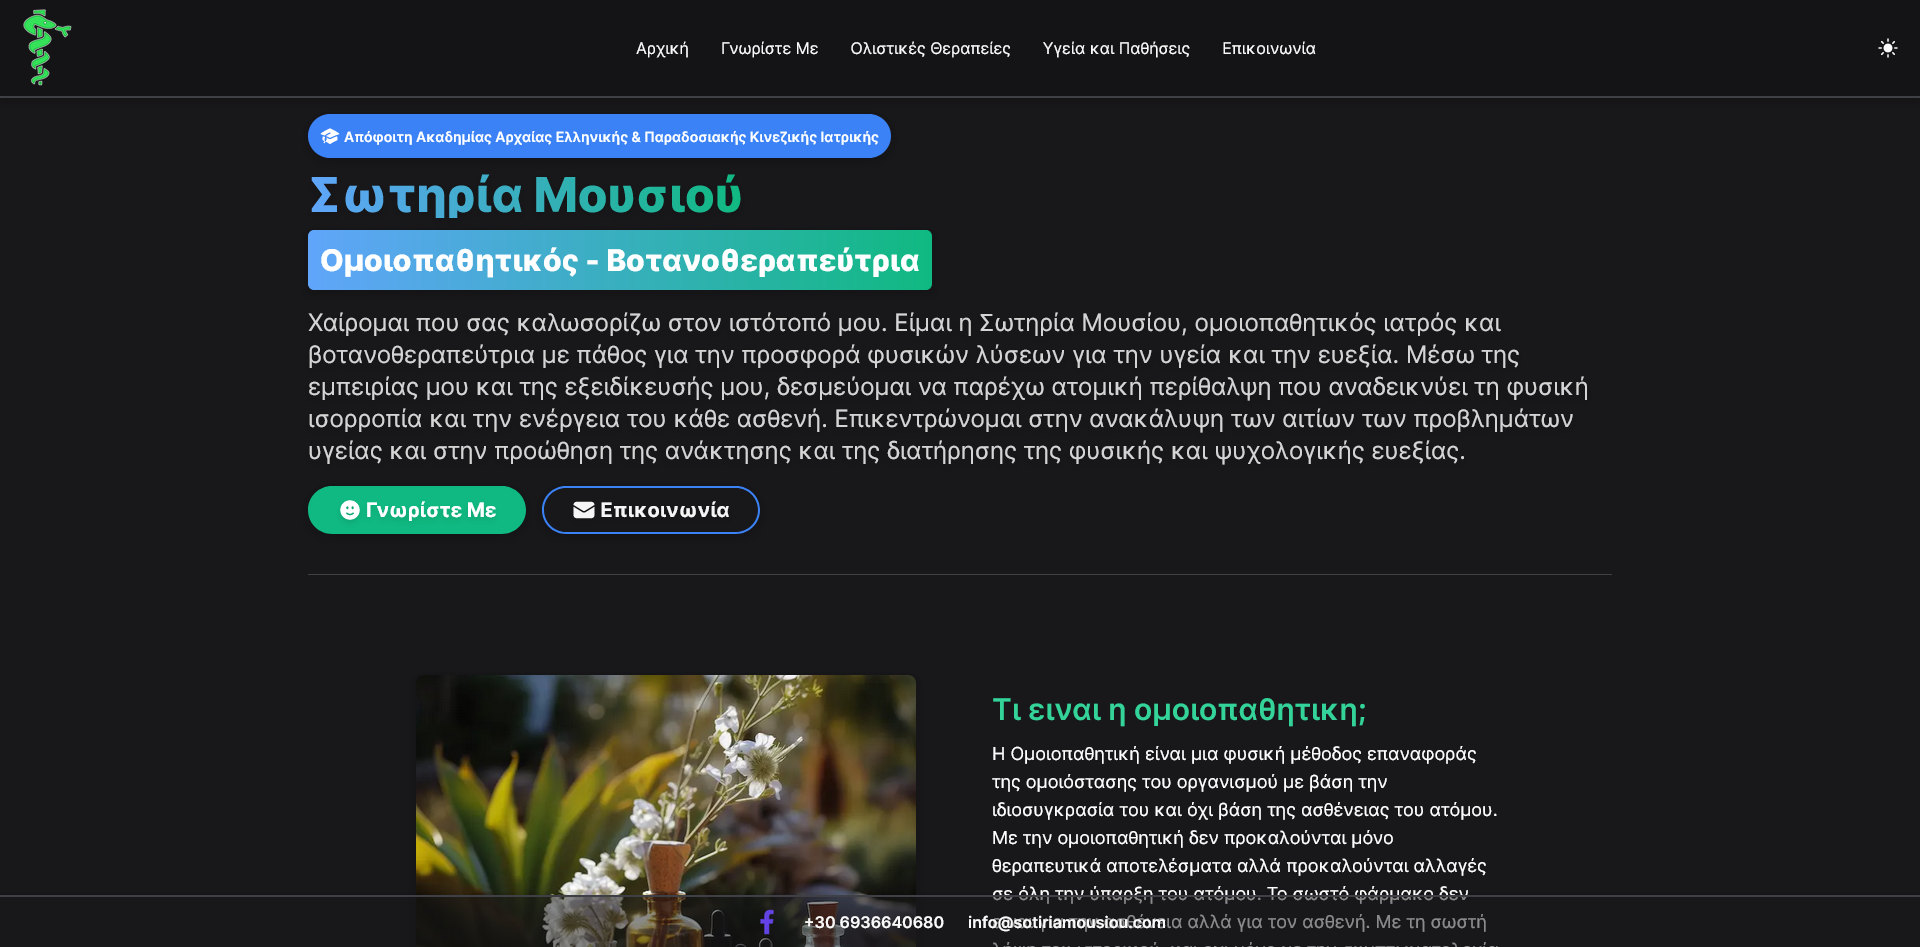 Αρχική Γνωρίστε Με Ολιστικές Θεραπείες Υγεία και Παθήσεις Επικοινωνία
Απόφοιτη Ακαδημίας Αρχαίας Ελληνικής & Παραδοσιακής Κινεζικής Ιατρικής
Σωτηρία Μουσιού
Ομοιοπαθητικός - Βοτανοθεραπεύτρια
Χαίρομαι που σας καλωσορίζω στον ιστότοπό μου. Είμαι η Σωτηρία Μουσίου, ομοιοπαθητικός ιατρός και
βοτανοθεραπεύτρια με πάθος για την προσφορά φυσικών λύσεων για την υγεία και την ευεξία. Μέσω της
εμπειρίας μου και της εξειδίκευσής μου, δεσμεύομαι να παρέχω ατομική περίθαλψη που αναδεικνύει τη φυσική
ισορροπία και την ενέργεια του κάθε ασθενή. Επικεντρώνομαι στην ανακάλυψη των αιτίων των προβλημάτων
υγείας και στην προώθηση της ανάκτησης και της διατήρησης της φυσικής και ψυχολογικής ευεξίας.
Γνωρίστε Με Επικοινωνία
Τι ειναι η ομοιοπαθητικη;
Η Ομοιοπαθητική είναι μια φυσική μέθοδος επαναφοράς
της ομοιόστασης του οργανισμού με βάση την
ιδιοσυγκρασία του και όχι βάση της ασθένειας του ατόμου.
Με την ομοιοπαθητική δεν προκαλούνται μόνο
θεραπευτικά αποτελέσματα αλλά προκαλούνται αλλαγές
σε όλη την ύπαρξη του ατόμου. Το σωστό φάρμακο δεν
αλλά για τον ασθενή. Με τη σωστή
+30 6936640680 info@sotiriamousiou.com